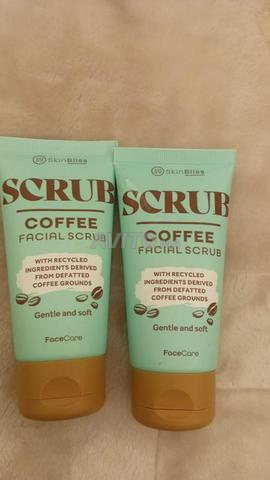 SkinBliss
SCRUB
COFFEE
FACIAL SCRUB
WITH RECYCLED
INGREDIENTS DERIVED
FROM DEFATTED
COFFEE GROUNDS
Gentle and soft
FaceCare
SkinBliss
SCRUB
COFFEE
FACIAL SCRUB
WITH RECYCLED
INGREDIENTS DERIVED
FROM DEFATTED
COFFEE GROUNDS
Gentle and soft
FaceCare